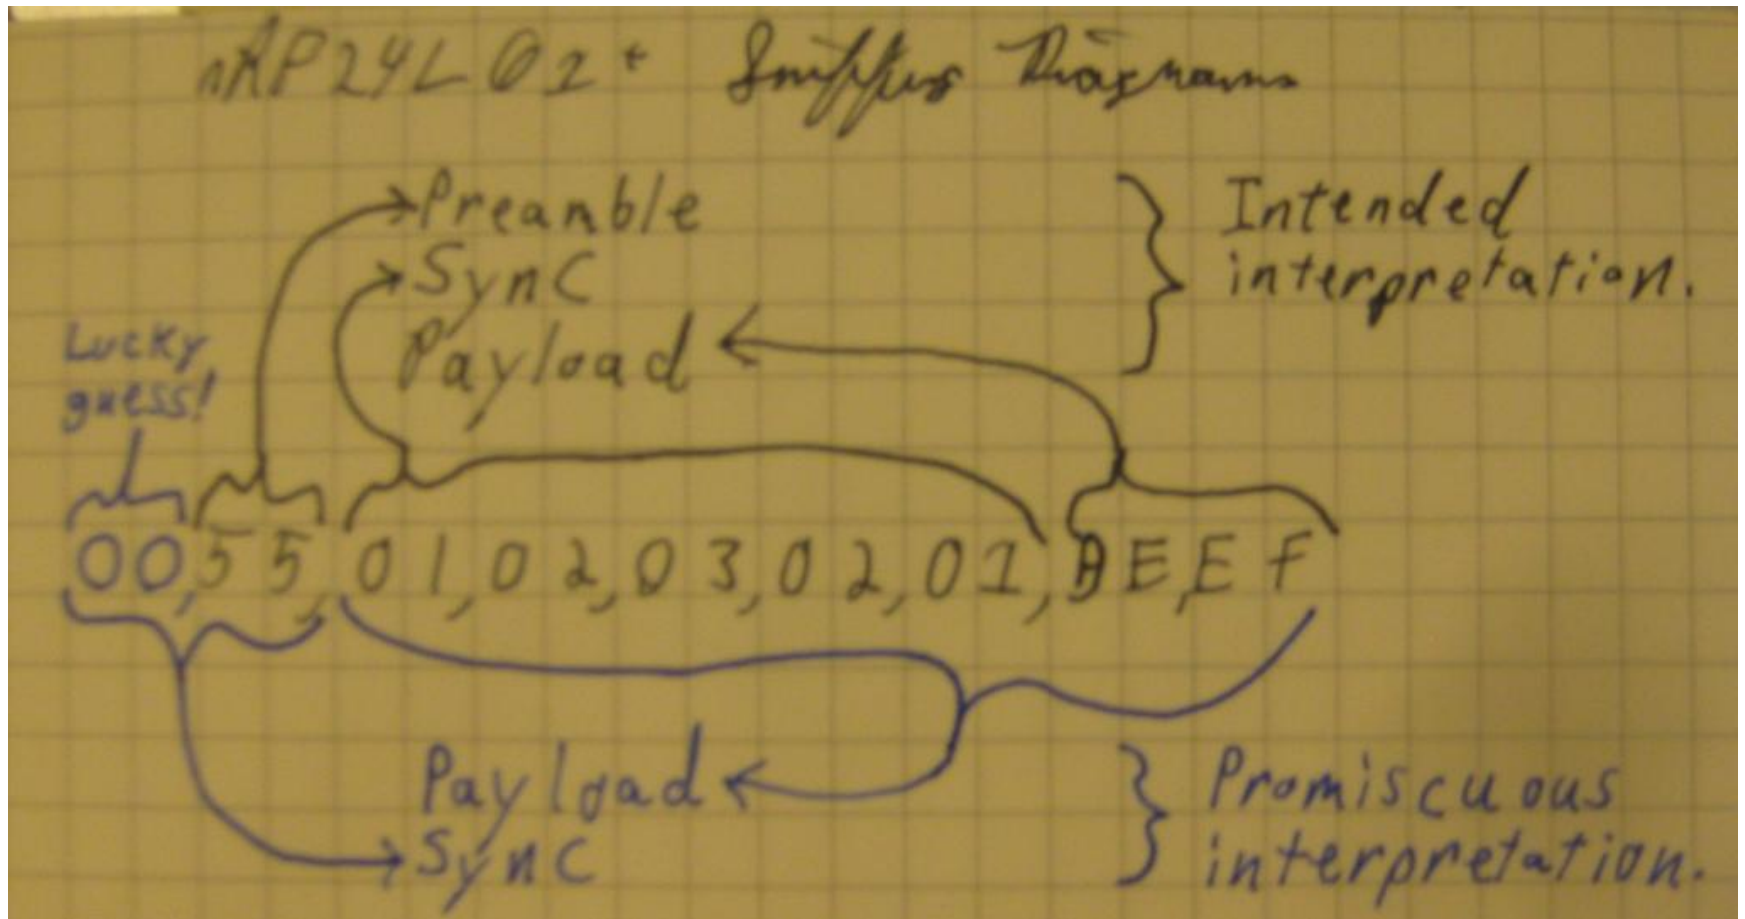 nRF24L01+ Sniffing Diagrams
Preamble
Sync
Payload
Intended
interpretation.
Lucky
guess!
00,55,01,02,03,02,01,BE,EF
Payload
Sync
Promiscuous
interpretation.